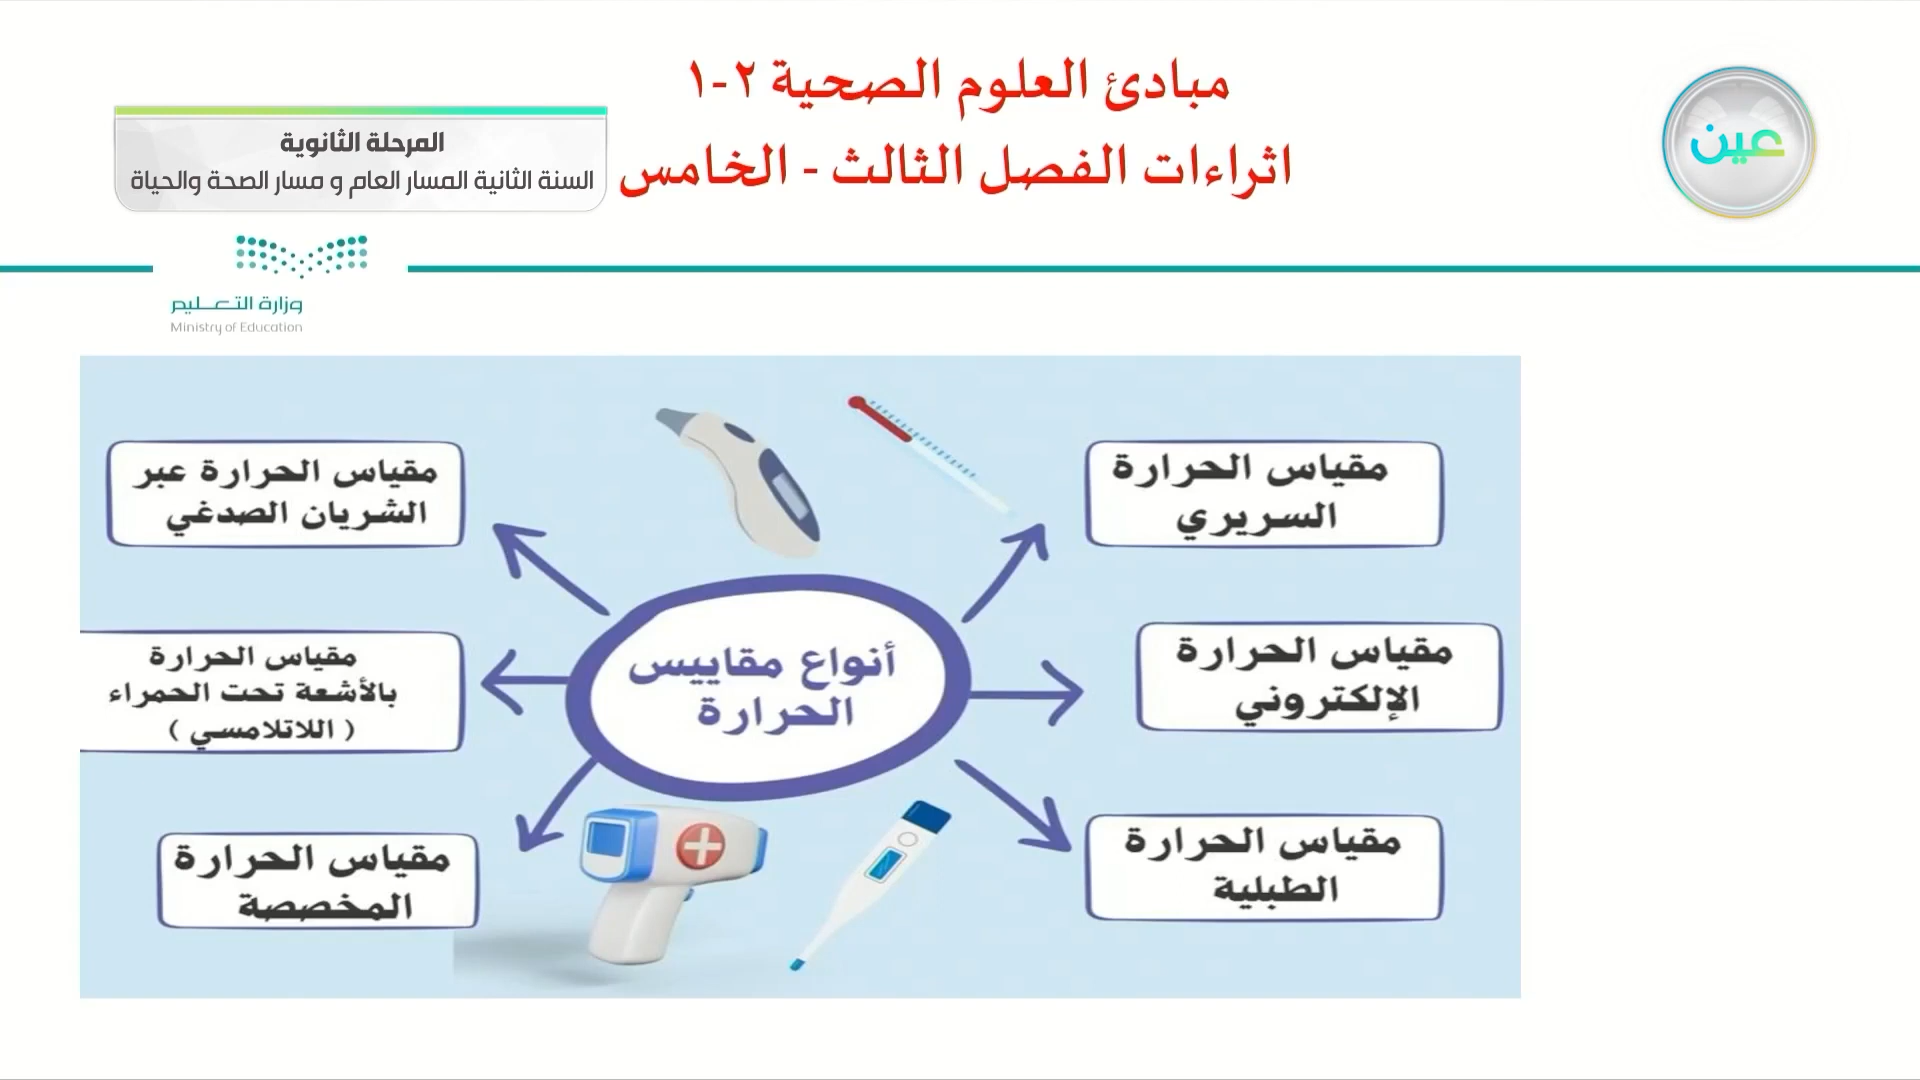 مبادئ العلوم الصحية ٢-١
اثراءات الفصل الثالث - الخامس
عين
المرحلة الثانوية
السنة الثانية المسار العام و مسار الصحة والحياة
وزارة التعليم
Ministry of Education
أنواع مقاييس
الحرارة
مقياس الحرارة
السريري
مقياس الحرارة
الإلكتروني
مقياس الحرارة
الطبلية
مقياس الحرارة عبر
الشريان الصدغي
مقياس الحرارة
بالأشعة تحت الحمراء
( اللاتلامسي )
مقياس الحرارة
المخصصة